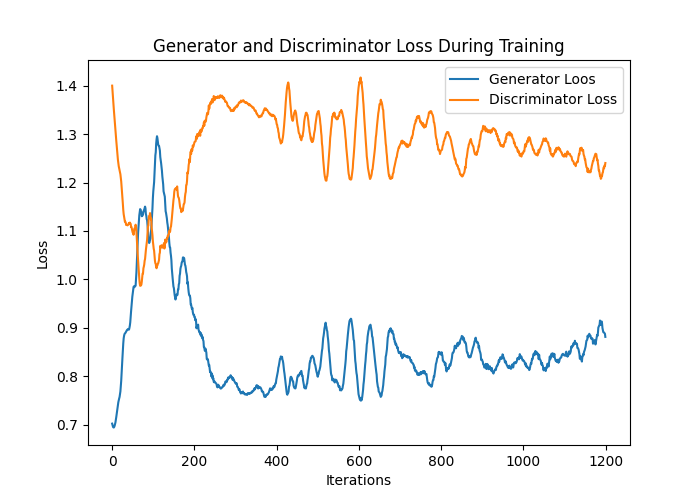 Generator and Discriminator Loss During Training
Generator Loos
Discriminator Loss
Loss
1.4
1.3
1.2
1.1
1.0
0.9
0.8
0.7
0 200 400 600 800 1000 1200
Iterations